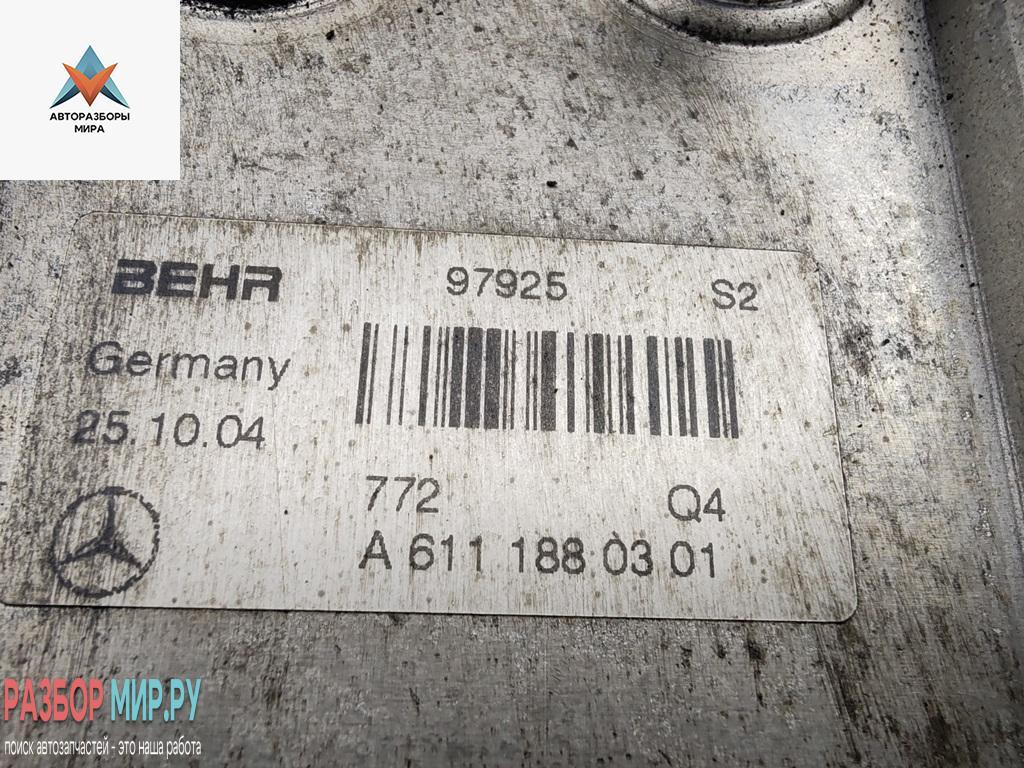 АВТОРАЗБОРЫ
МИРА
BEHR 97925 S2
Germany
25.10.04
772 Q4
A 611 188 03 01
РАЗБОР МИР.РУ
поиск автозапчастей - это наша работа